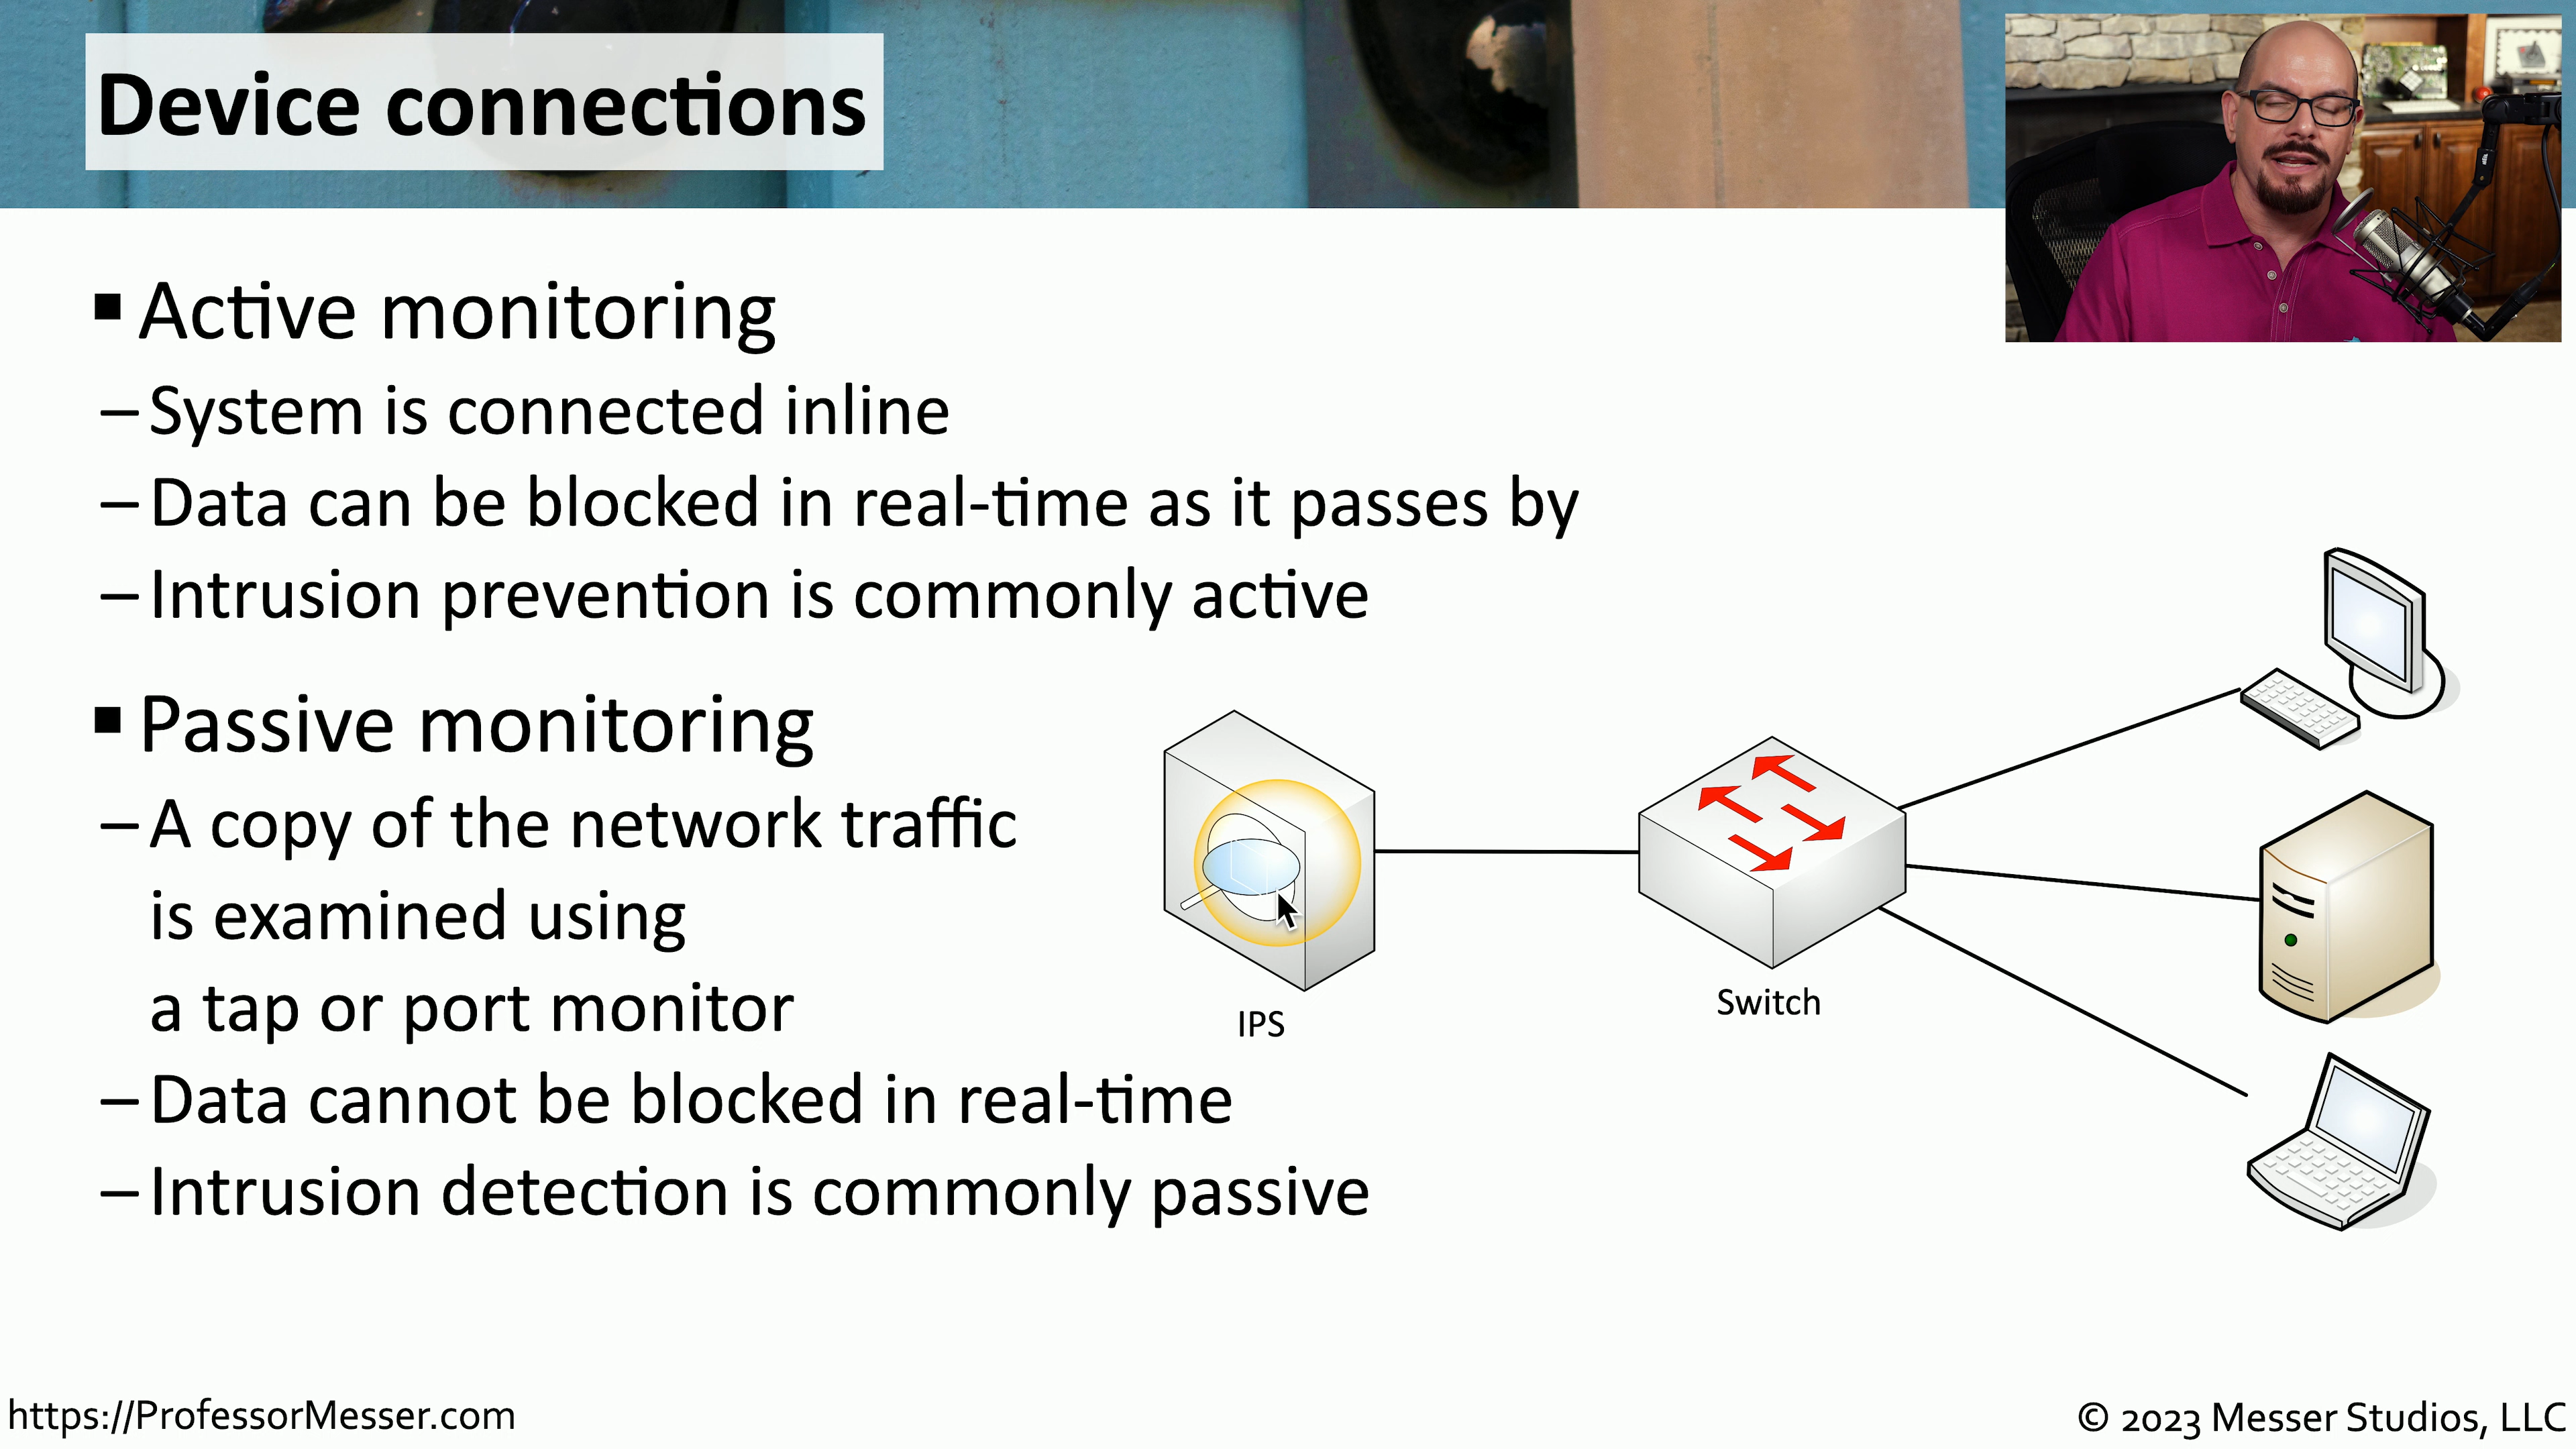 Device connections
▪ Active monitoring
– System is connected inline
– Data can be blocked in real-time as it passes by
– Intrusion prevention is commonly active
▪ Passive monitoring
– A copy of the network traffic
is examined using
a tap or port monitor
– Data cannot be blocked in real-time
– Intrusion detection is commonly passive
IPS
Switch
https://ProfessorMesser.com
© 2023 Messer Studios, LLC